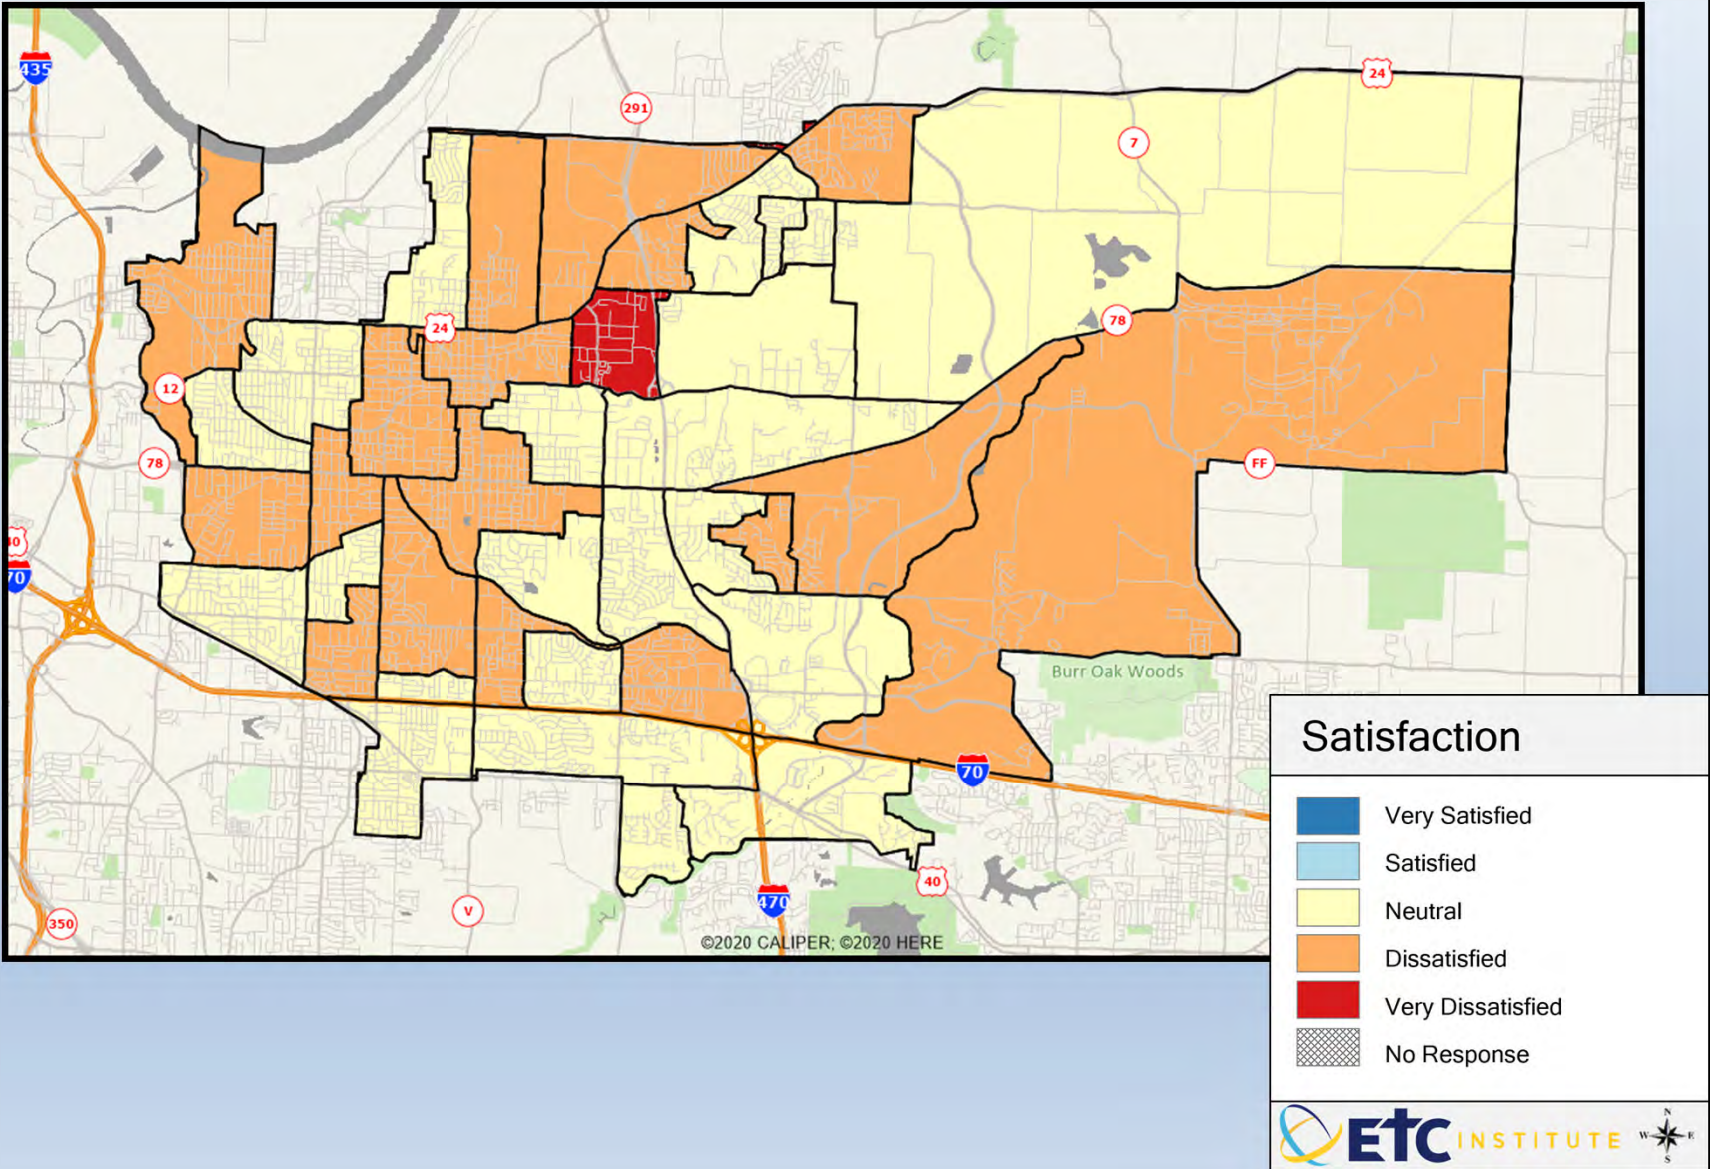 435
291
24
7
24
78
12
78
FF
40
70
Burr Oak Woods
70
40
470
V
350
©2020 CALIPER; ©2020 HERE
Satisfaction
Very Satisfied
Satisfied
Neutral
Dissatisfied
Very Dissatisfied
No Response
ETC INSTITUTE
N
W E
S